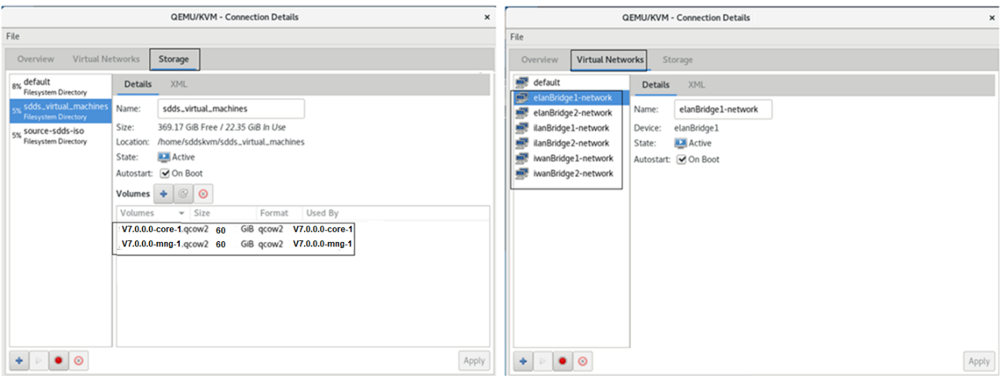 QEMU/KVM - Connection Details
×
File
Overview Virtual Networks Storage
8% default
Filesystem Directory
5% sdds_virtual_machines
Filesystem Directory
5% source-sdds-iso
Filesystem Directory
Details XML
Name: sdds_virtual_machines
Size: 369.17 GiB Free / 22.35 GiB In Use
Location: /home/sddskvm/sdds_virtual_machines
State: Active
Autostart: On Boot
Volumes
Volumes Size Format Used By
V7.0.0.0-core-1.qcow2 60 GiB qcow2 V7.0.0.0-core-1
V7.0.0.0-mng-1.qcow2 60 GiB qcow2 V7.0.0.0-mng-1
Apply
QEMU/KVM - Connection Details
×
File
Overview Virtual Networks Storage
default
elanBridge1-network
elanBridge2-network
ilanBridge1-network
ilanBridge2-network
iwanBridge1-network
iwanBridge2-network
Details XML
Name: elanBridge1-network
Device: elanBridge1
State: Active
Autostart: On Boot
Apply